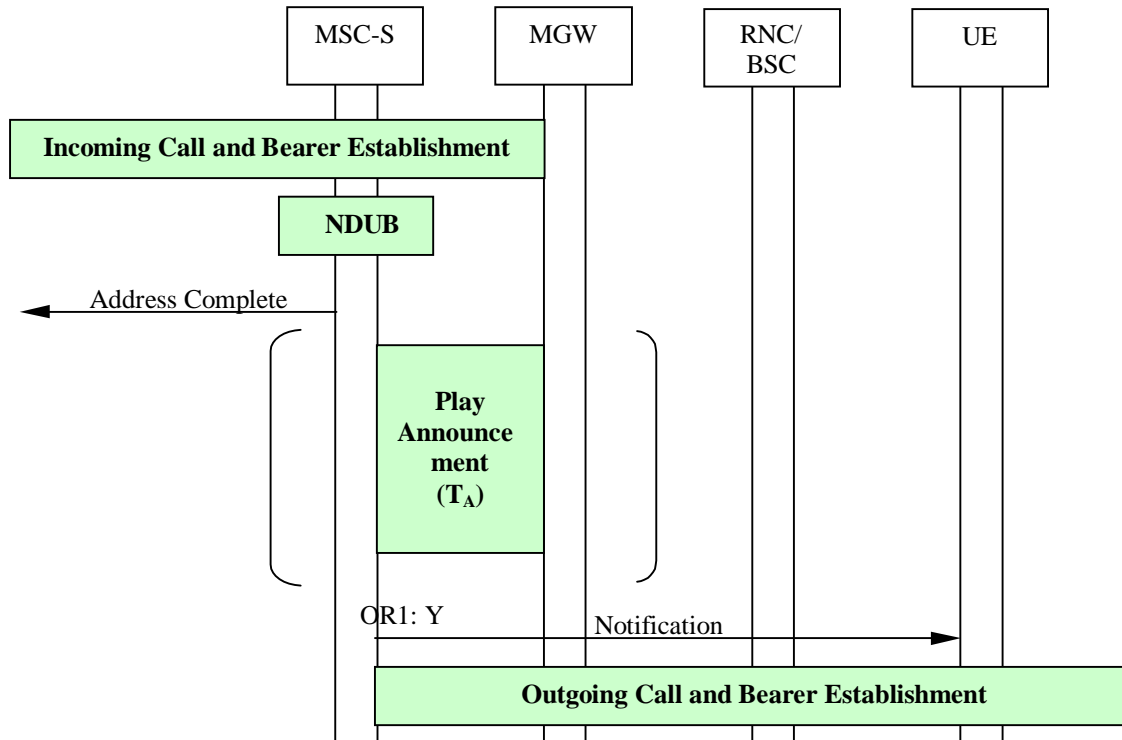 MSC-S
MGW
RNC/
BSC
UE
Incoming Call and Bearer Establishment
NDUB
Address Complete
Play
Announce
ment
(TA)
OR1: Y
Notification
Outgoing Call and Bearer Establishment